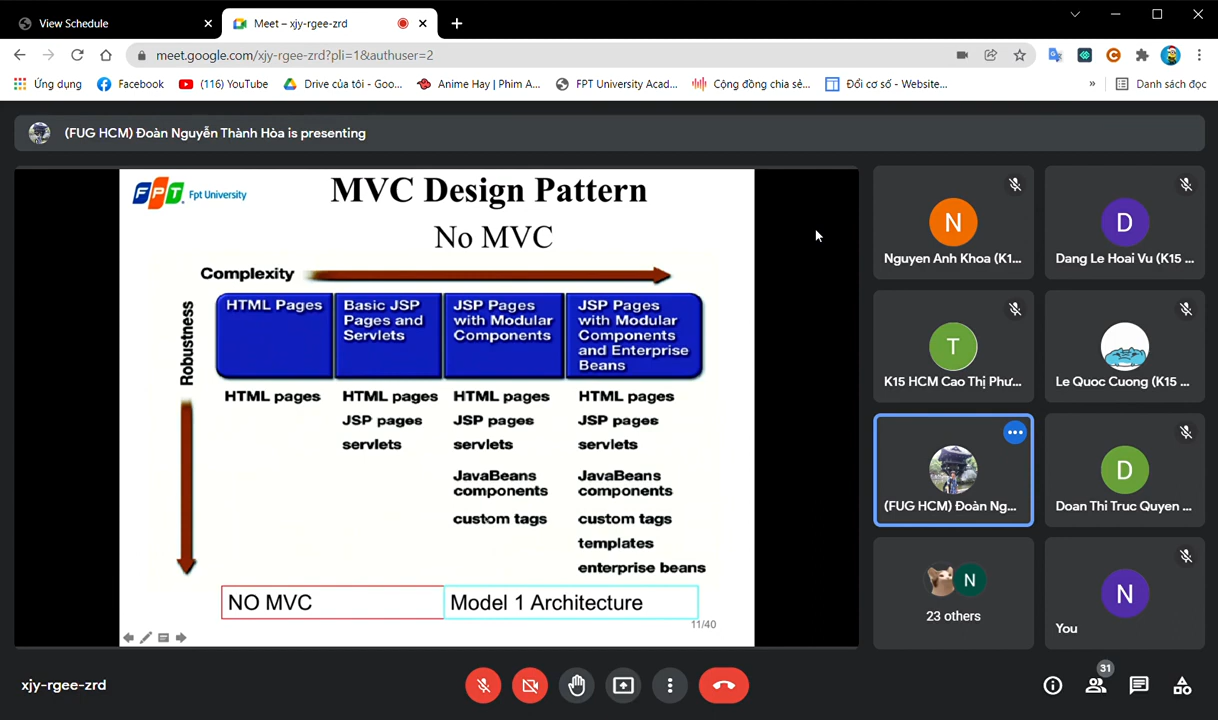 View Schedule
Meet – xjy-rgee-zrd
meet.google.com/xjy-rgee-zrd?pli=1&authuser=2
Ứng dụng
Facebook
(116) YouTube
Drive của tôi - Goo...
Anime Hay | Phim A...
FPT University Acad...
Cộng đồng chia sẻ...
Đổi cơ số - Website...
»
Danh sách đọc
(FUG HCM) Đoàn Nguyễn Thành Hòa is presenting
FPT Fpt University
MVC Design Pattern
No MVC
Complexity
Robustness
HTML Pages
Basic JSP
Pages and
Servlets
JSP Pages
with Modular
Components
JSP Pages
with Modular
Components
and Enterprise
Beans
HTML pages
HTML pages
JSP pages
servlets
HTML pages
JSP pages
servlets
JavaBeans
components
custom tags
HTML pages
JSP pages
servlets
JavaBeans
components
custom tags
templates
enterprise beans
NO MVC
Model 1 Architecture
11/40
N
Nguyen Anh Khoa (K1...
D
Dang Le Hoai Vu (K15 ...
T
K15 HCM Cao Thị Phư...
Le Quoc Cuong (K15 ...
(FUG HCM) Đoàn Ng...
D
Doan Thi Truc Quyen ...
N
23 others
N
You
xjy-rgee-zrd
31